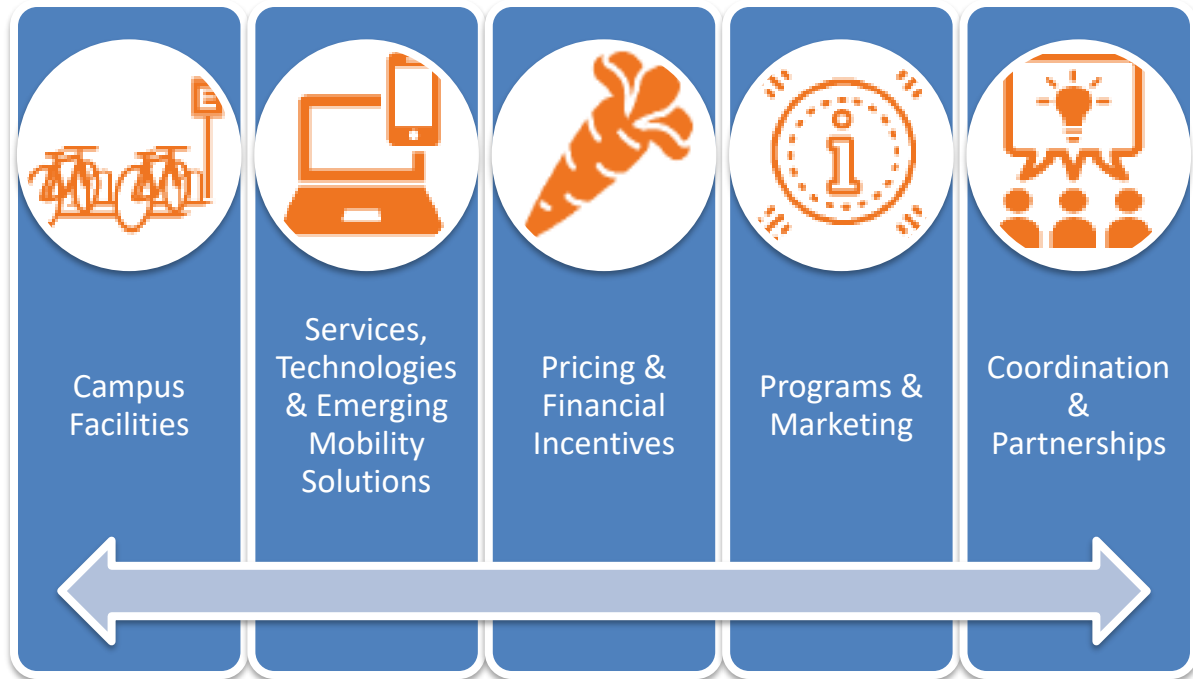 Campus
Facilities
Services,
Technologies
& Emerging
Mobility
Solutions
Pricing &
Financial
Incentives
Programs &
Marketing
Coordination
&
Partnerships
i